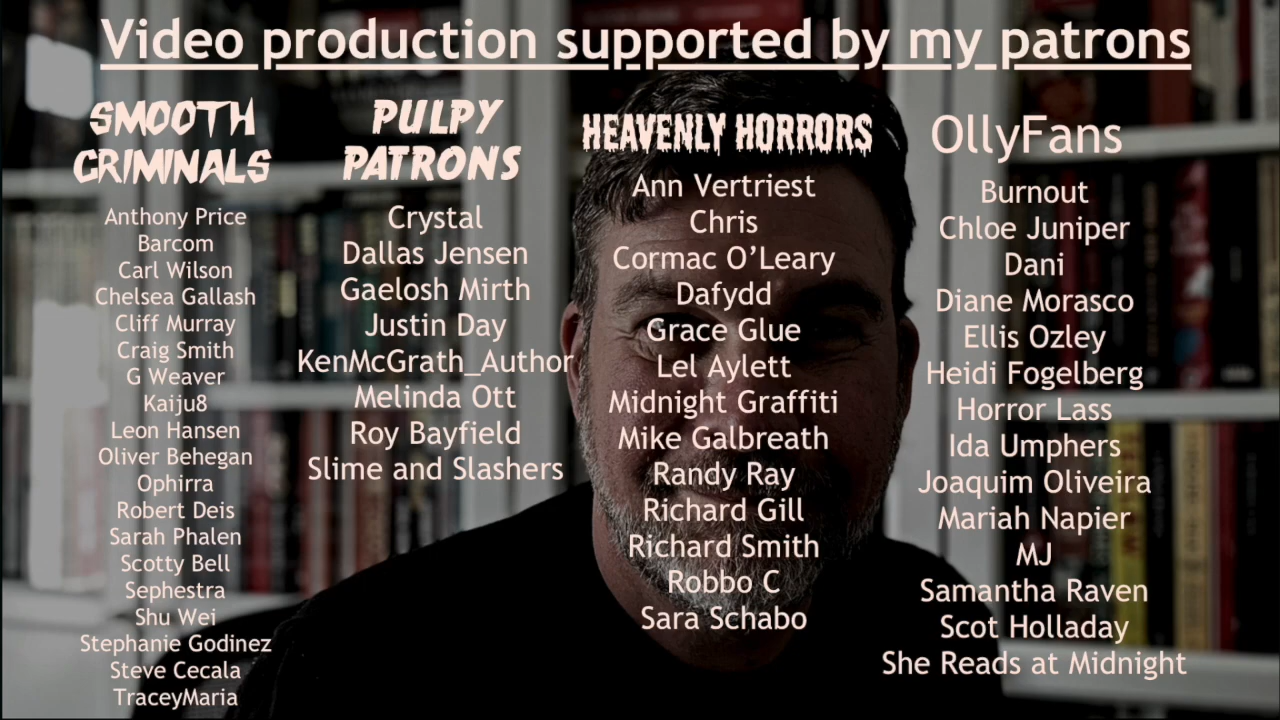 Video production supported by my patrons
SMOOTH
CRIMINALS
Anthony Price
Barcom
Carl Wilson
Chelsea Gallash
Cliff Murray
Craig Smith
G Weaver
Kaiju8
Leon Hansen
Oliver Behegan
Ophirra
Robert Deis
Sarah Phalen
Scotty Bell
Sephestra
Shu Wei
Stephanie Godinez
Steve Cecala
TraceyMaria
PULPY
PATRONS
Crystal
Dallas Jensen
Gaelosh Mirth
Justin Day
KenMcGrath_Author
Melinda Ott
Roy Bayfield
Slime and Slashers
HEAVENLY HORRORS
Ann Vertriest
Chris
Cormac O’Leary
Dafydd
Grace Glue
Lel Aylett
Midnight Graffiti
Mike Galbreath
Randy Ray
Richard Gill
Richard Smith
Robbo C
Sara Schabo
OllyFans
Burnout
Chloe Juniper
Dani
Diane Morasco
Ellis Ozley
Heidi Fogelberg
Horror Lass
Ida Umphers
Joaquim Oliveira
Mariah Napier
MJ
Samantha Raven
Scot Holladay
She Reads at Midnight